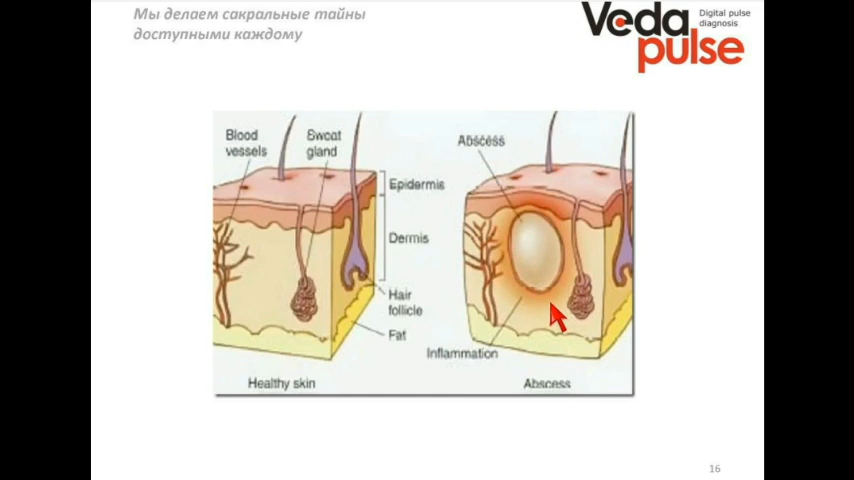 Мы делаем сакральные тайны
доступными каждому
Veda
pulse
Digital pulse
diagnosis
Blood
vessels
Sweat
gland
Epidermis
Dermis
Hair
follicle
Fat
Healthy skin
Abscess
Inflammation
Abscess
16